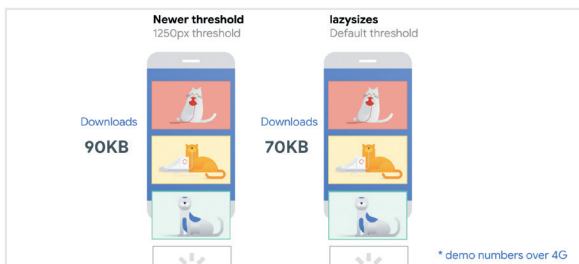 Newer threshold
1250px threshold
Downloads
90KB
lazysizes
Default threshold
Downloads
70KB
* demo numbers over 4G